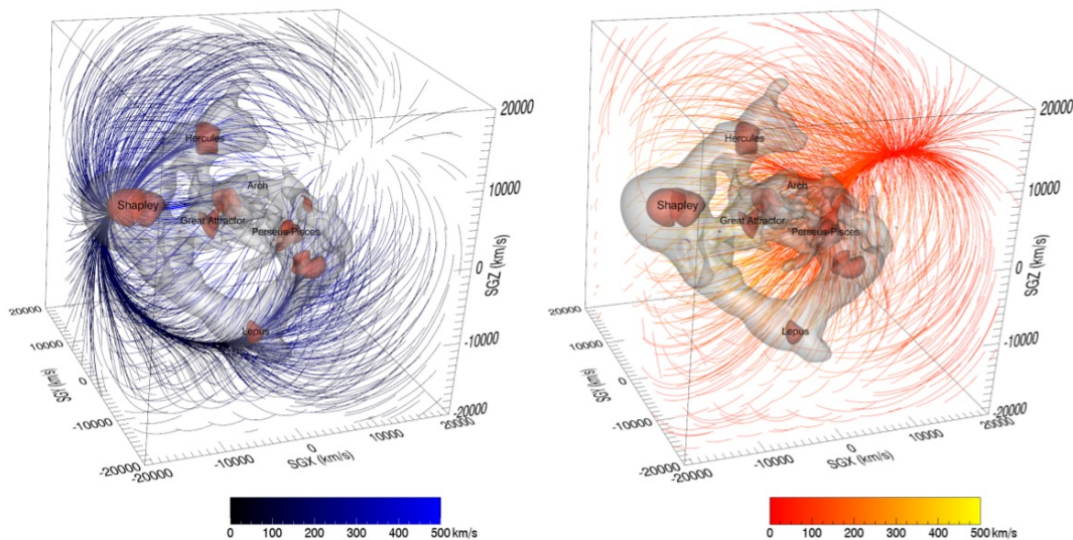 20000
10000
0
-10000
-20000
SGZ (km/s)
Hercules
Arch
Shapley
Great Attractor
Perseus-Pisces
Lepus
20000
10000
0
-10000
-20000
SGY (km/s)
-20000
-10000
0
10000
20000
SGX (km/s)
0 100 200 300 400 500 km/s
20000
10000
0
-10000
-20000
SGZ (km/s)
Hercules
Arch
Shapley
Great Attractor
Perseus-Pisces
Lepus
20000
10000
0
-10000
-20000
SGY (km/s)
-20000
-10000
0
10000
20000
SGX (km/s)
0 100 200 300 400 500 km/s